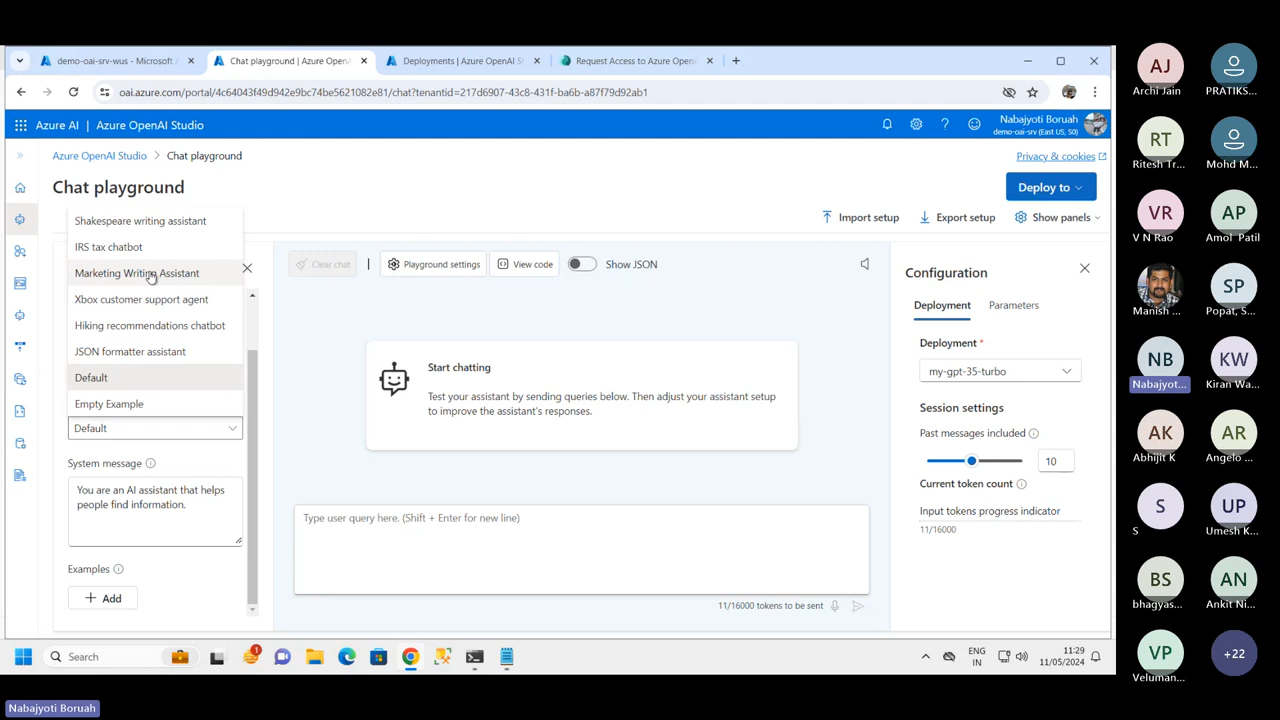 demo-oai-srv-wus - Microsoft A
Chat playground | Azure OpenAI
Deployments | Azure OpenAI St
Request Access to Azure OpenA
oai.azure.com/portal/4c64043f49d942e9bc74be5621082e81/chat?tenantid=217d6907-43c8-431f-ba6b-a87f79d92ab1
Azure AI | Azure OpenAI Studio
Nabajyoti Boruah
demo-oai-srv (East US, S0)
Azure OpenAI Studio > Chat playground
Privacy & cookies
Chat playground
Deploy to
Import setup
Export setup
Show panels
Shakespeare writing assistant
IRS tax chatbot
Marketing Writing Assistant
Xbox customer support agent
Hiking recommendations chatbot
JSON formatter assistant
Default
Empty Example
Default
System message
You are an AI assistant that helps
people find information.
Examples
+ Add
Clear chat
Playground settings
View code
Show JSON
Start chatting
Test your assistant by sending queries below. Then adjust your assistant setup
to improve the assistant's responses.
Type user query here. (Shift + Enter for new line)
11/16000 tokens to be sent
Configuration
Deployment
Parameters
Deployment *
my-gpt-35-turbo
Session settings
Past messages included
10
Current token count
Input tokens progress indicator
11/16000
Search
1
ENG
IN
11:29
11/05/2024
AJ
Archi Jain
PRATIKS...
RT
Ritesh Tr...
Mohd M...
VR
V N Rao
AP
Amol Patil
Manish ...
SP
Popat, S...
NB
Nabajyot...
KW
Kiran Wa...
AK
Abhijit K
AR
Angelo ...
S
S
UP
Umesh K...
BS
bhagyas...
AN
Ankit Ni...
VP
Veluman...
+22
Nabajyoti Boruah